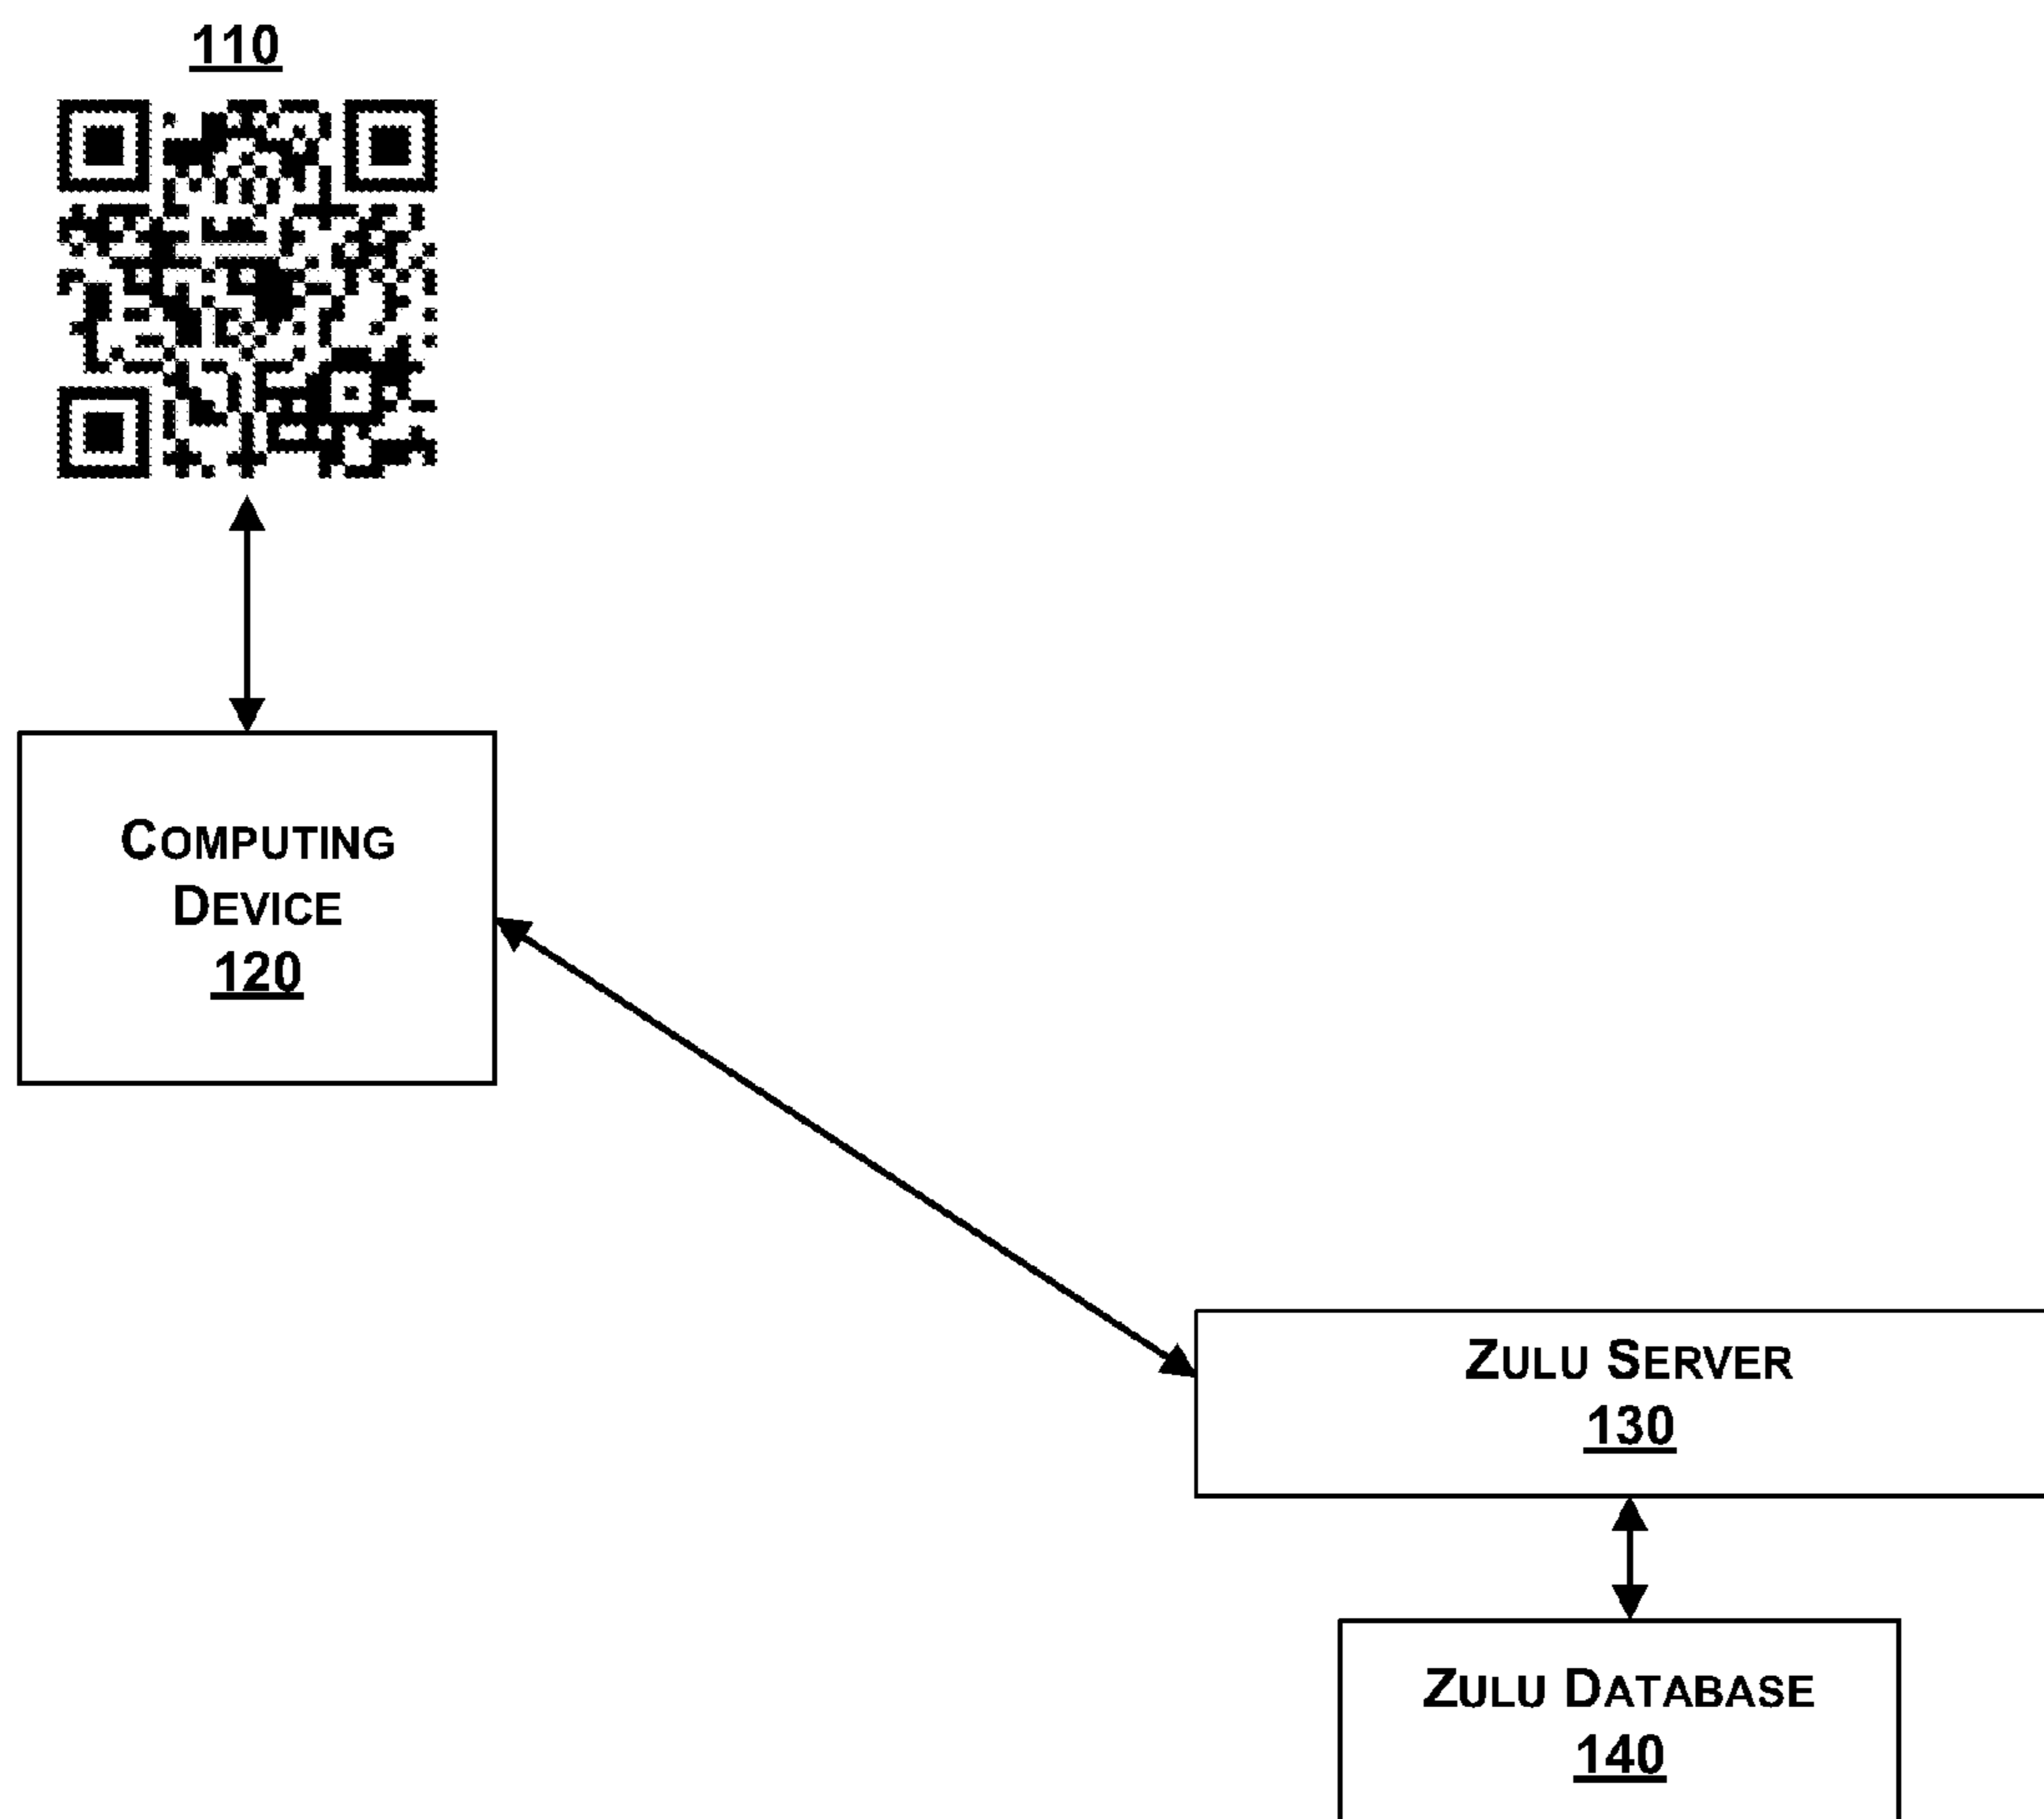 110
COMPUTING
DEVICE
120
ZULU SERVER
130
ZULU DATABASE
140